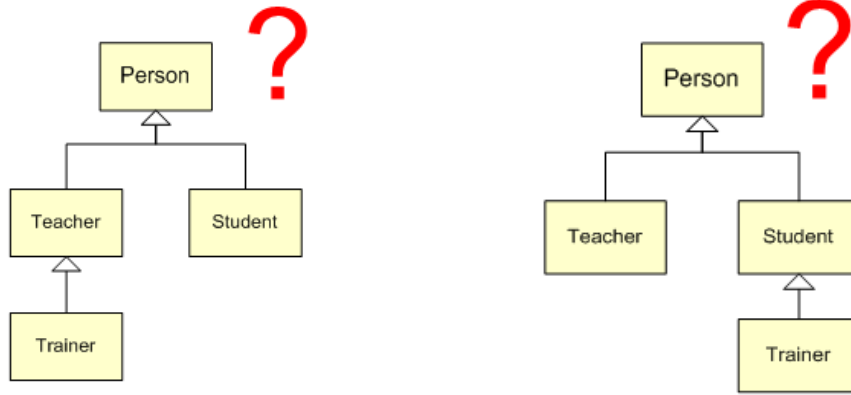 Person
?
Teacher
Student
Trainer
Person
?
Teacher
Student
Trainer